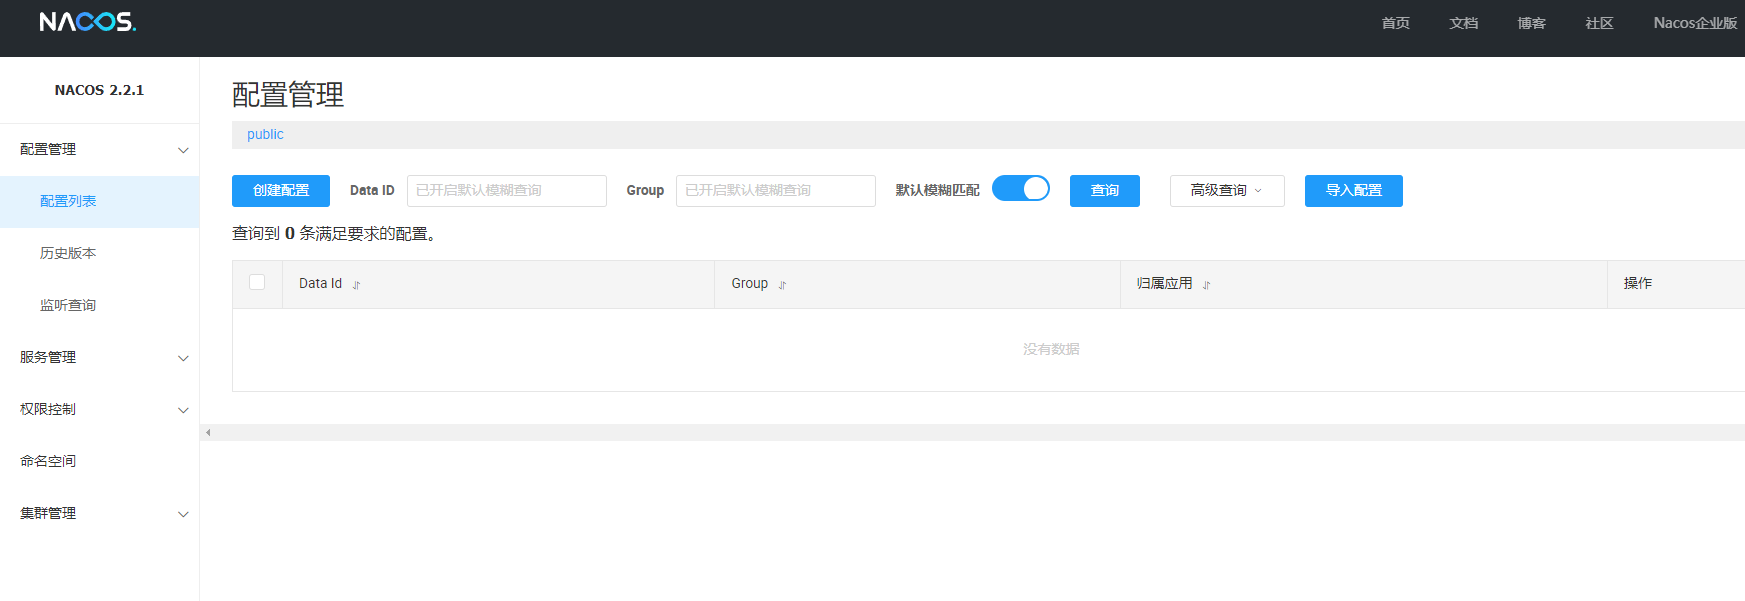 NACOS.
首页 文档 博客 社区 Nacos企业版
NACOS 2.2.1
配置管理
配置列表
历史版本
监听查询
服务管理
权限控制
命名空间
集群管理
配置管理
public
创建配置 Data ID 已开启默认模糊查询 Group 已开启默认模糊查询 默认模糊匹配 查询 高级查询 导入配置
查询到 0 条满足要求的配置。
Data Id Group 归属应用 操作
没有数据